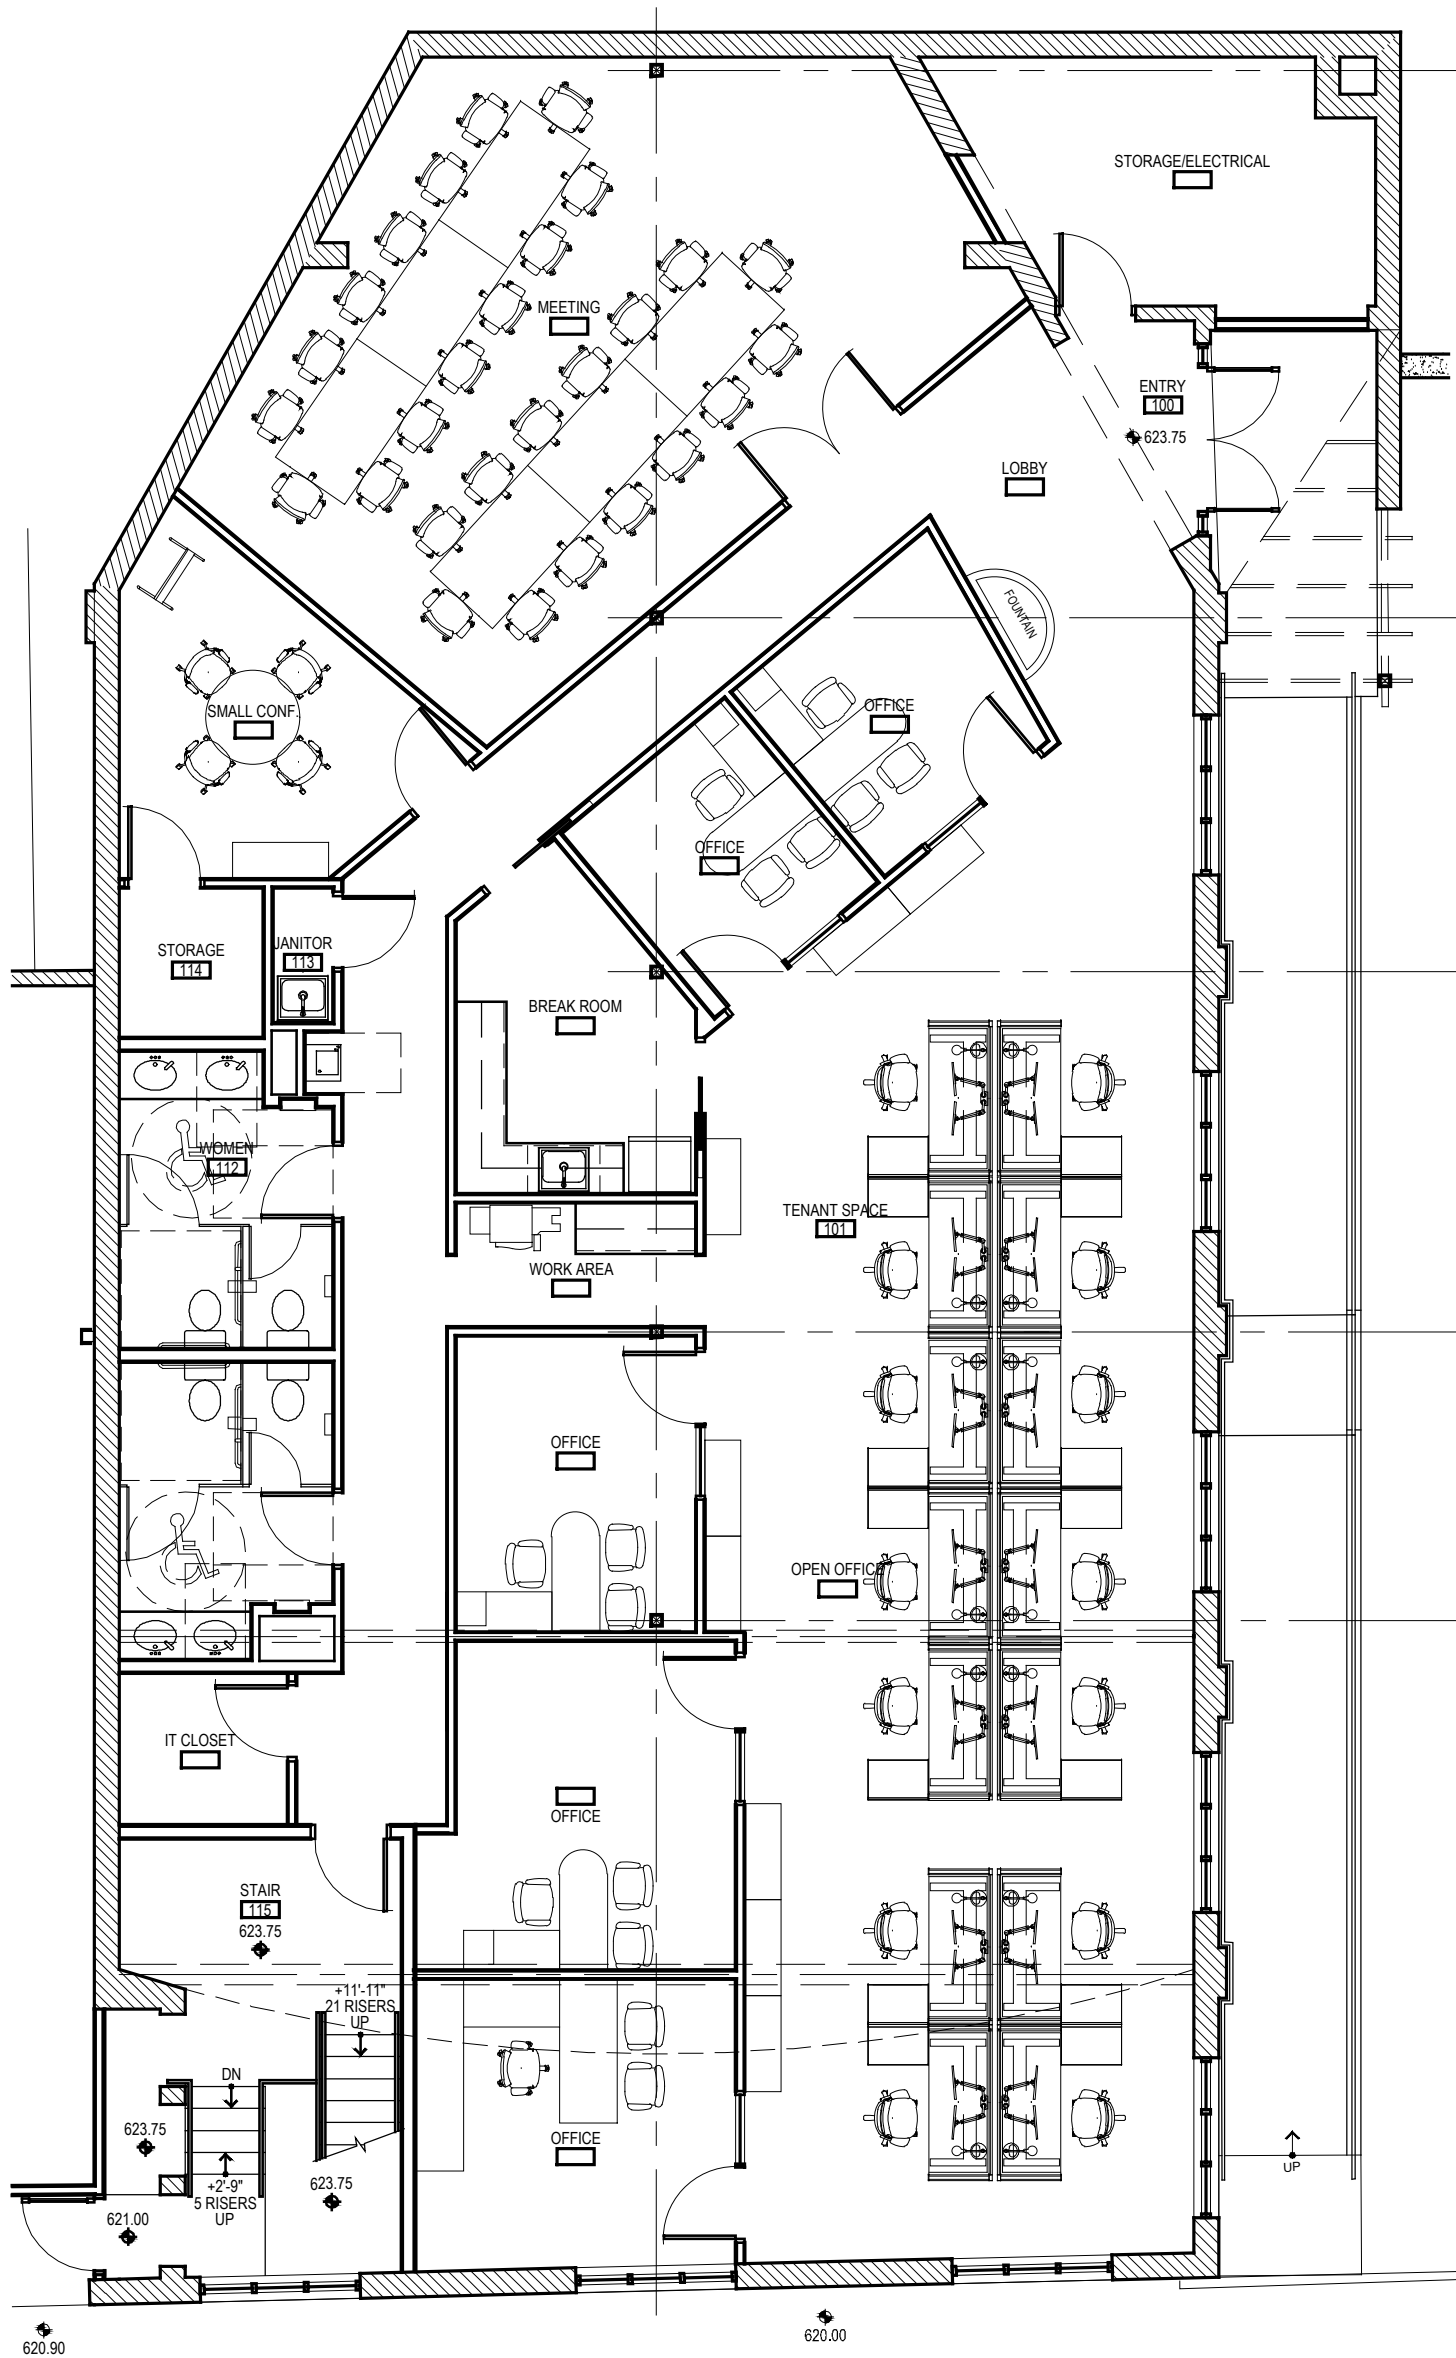 STORAGE/ELECTRICAL
MEETING
ENTRY
100
623.75
LOBBY
FOUNTAIN
SMALL CONF.
OFFICE
OFFICE
STORAGE
114
JANITOR
113
BREAK ROOM
WOMEN
112
TENANT SPACE
101
WORK AREA
OFFICE
OPEN OFFICE
IT CLOSET
OFFICE
STAIR
115
623.75
+11'-11"
21 RISERS
UP
DN
623.75
OFFICE
+2'-9"
5 RISERS
UP
623.75
621.00
UP
620.90
620.00